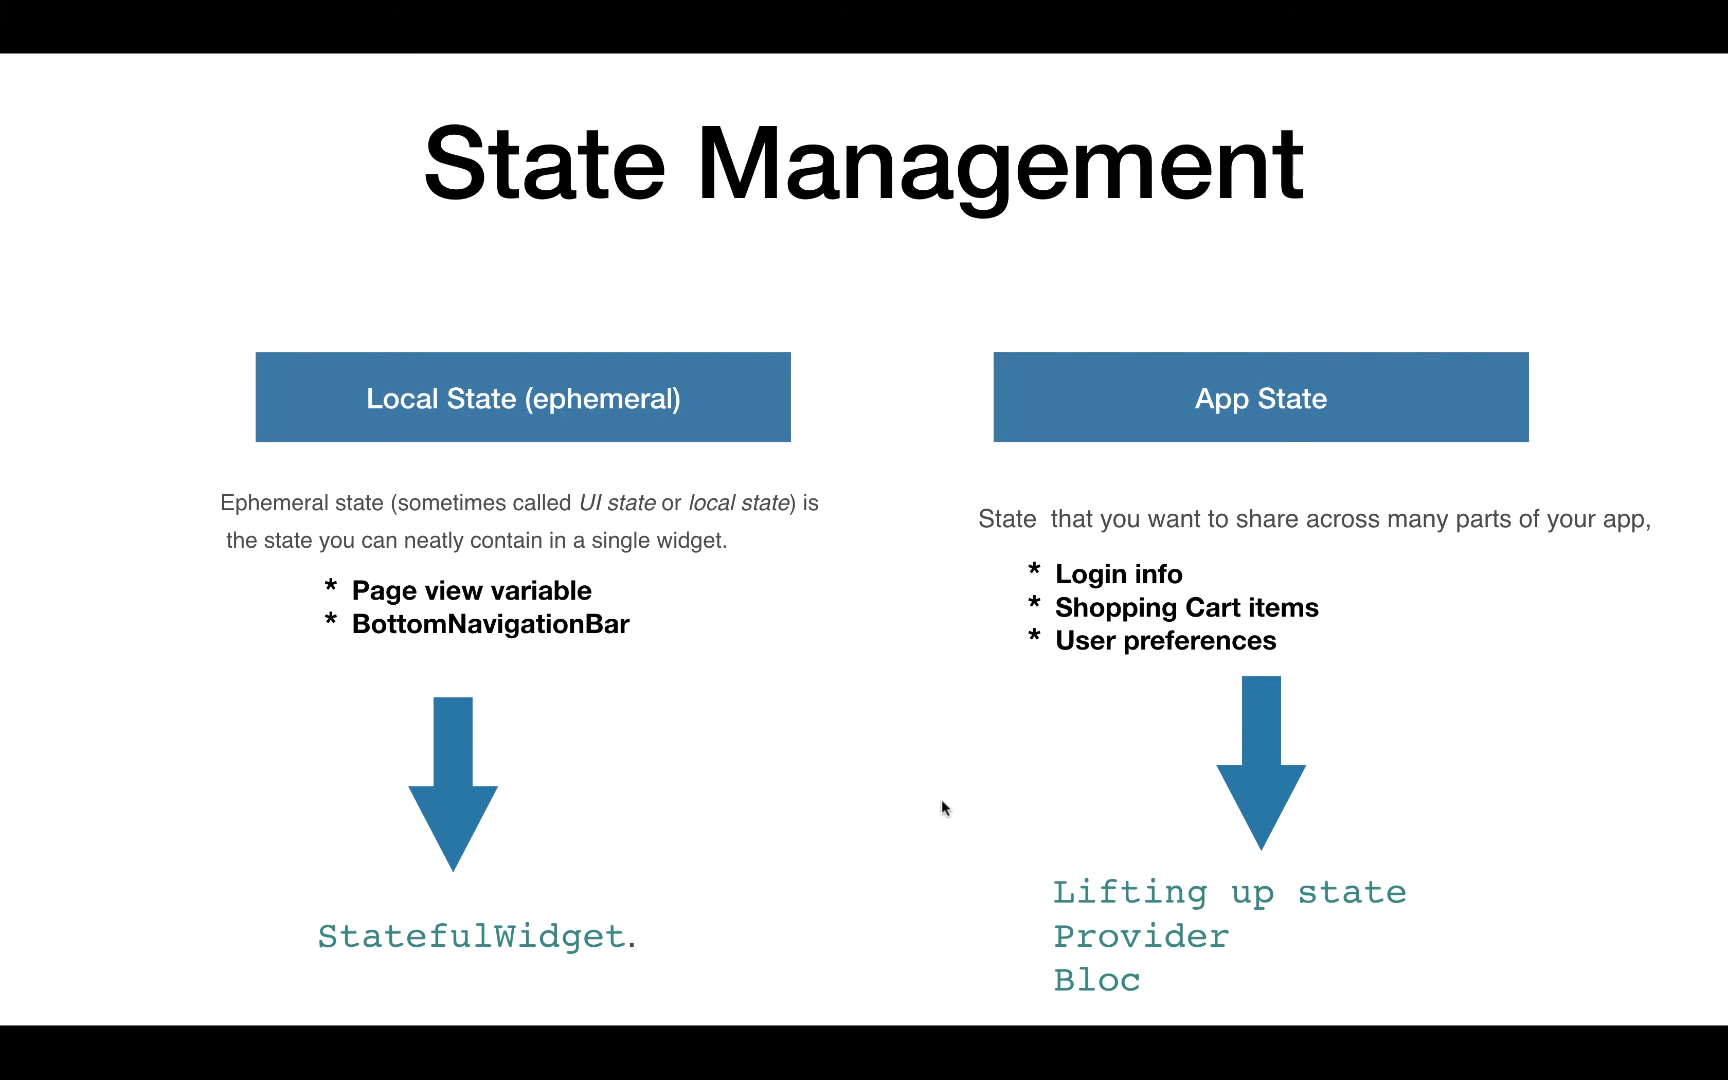 State Management
Local State (ephemeral)
Ephemeral state (sometimes called UI state or local state) is
the state you can neatly contain in a single widget.
* Page view variable
* BottomNavigationBar
StatefulWidget.
App State
State  that you want to share across many parts of your app,
* Login info
* Shopping Cart items
* User preferences
Lifting up state
Provider
Bloc